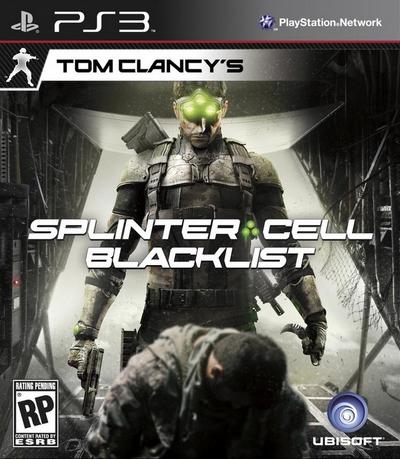 PS3
PlayStation®Network
TOM CLANCY'S
SPLINTER CELL
BLACKLIST
RATING PENDING
RP
CONTENT RATED BY
ESRB
UBISOFT